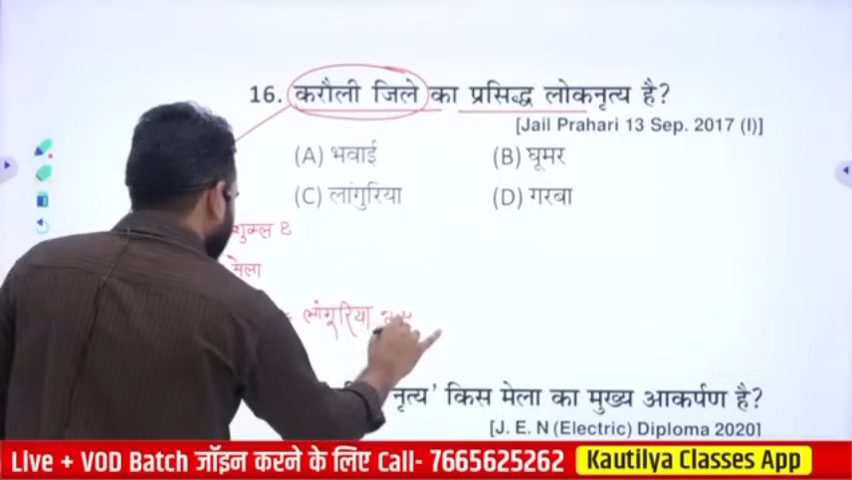 16. करौली जिले का प्रसिद्ध लोकनृत्य है?
[Jail Prahari 13 Sep. 2017 (I)]
(A) भवाई (B) घूमर
(C) लांगुरिया (D) गरबा
शुक्ल 8
मेला
लांगुरिया
नृत्य' किस मेला का मुख्य आकर्षण है?
[J. E. N (Electric) Diploma 2020]
Live + VOD Batch जॉइन करने के लिए Call- 7665625262 Kautilya Classes App